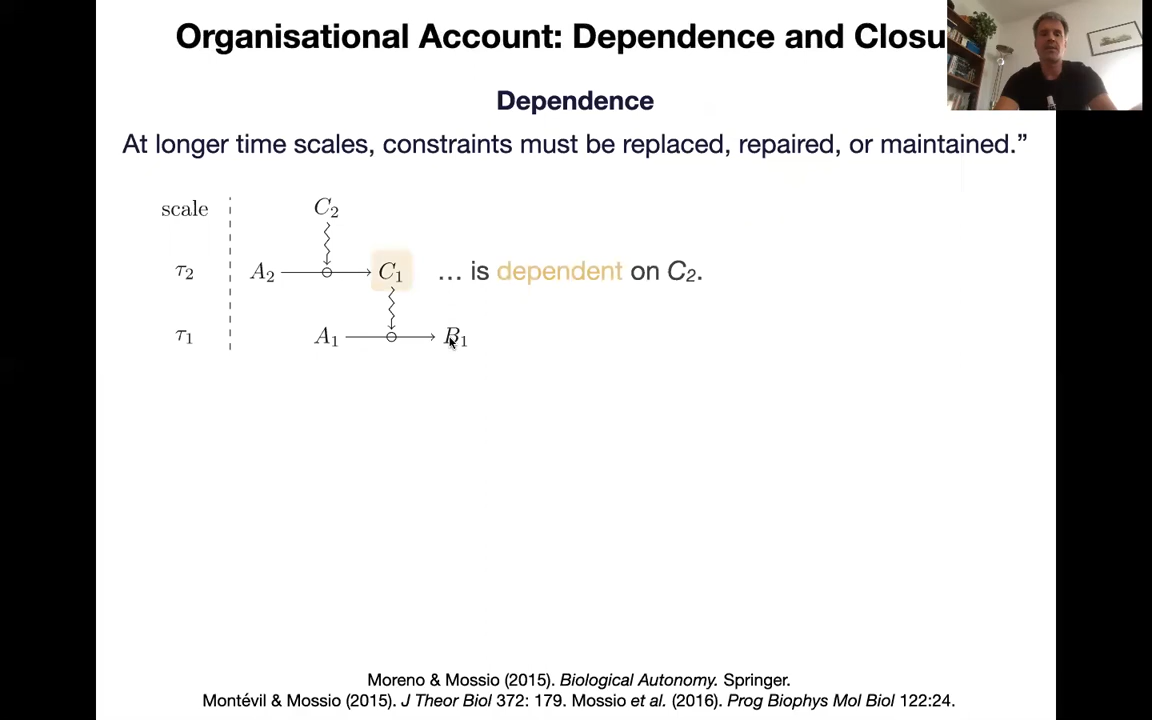 Organisational Account: Dependence and Closu
Dependence
At longer time scales, constraints must be replaced, repaired, or maintained.”
scale
C₂
τ₂ A₂ C₁ … is dependent on C₂.
τ₁ A₁ B₁
Moreno & Mossio (2015). Biological Autonomy. Springer.
Montévil & Mossio (2015). J Theor Biol 372: 179. Mossio et al. (2016). Prog Biophys Mol Biol 122:24.